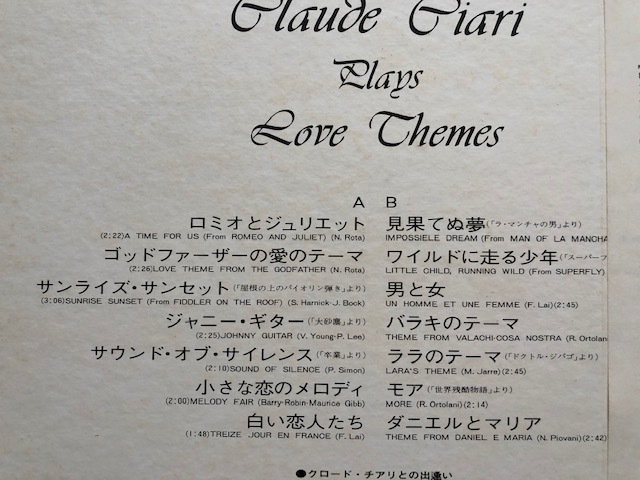 Claude Ciari
Plays
Love Themes
A B
ロミオとジュリエット
(2:22)A TIME FOR US (From ROMEO AND JULIET) (N. Rota)
ゴッドファーザーの愛のテーマ
(2:26)LOVE THEME FROM THE GODFATHER (N. Rota)
サンライズ・サンセット(「屋根の上のバイオリン弾き」より)
(3:06)SUNRISE SUNSET (From FIDDLER ON THE ROOF) (S. Harnick-J. Bock)
ジャニー・ギター(「大砂塵」より)
(2:25)JOHNNY GUITAR (V. Young-P. Lee)
サウンド・オブ・サイレンス(「卒業」より)
(2:10)SOUND OF SILENCE (P. Simon)
小さな恋のメロディ
(2:00)MELODY FAIR (Barry-Robin-Maurice Gibb)
白い恋人たち
(1:48)TREIZE JOUR EN FRANCE (F. Lai)
見果てぬ夢(「ラ・マンチャの男」より)
IMPOSSIELE DREAM (From MAN OF LA MANCHA
ワイルドに走る少年(「スーパーフ
LITTLE CHILD, RUNNING WILD (From SUPERFLY)
男と女
UN HOMME ET UNE FEMME (F. Lai)(2:45)
バラキのテーマ
THEME FROM VALACHI-COSA NOSTRA (R. Ortolan
ララのテーマ(「ドクトル・ジバゴ」より)
LARA'S THEME (M. Jarre)(2:45)
モア(「世界残酷物語」より)
MORE (R. Ortolani)(2:14)
ダニエルとマリア
THEME FROM DANIEL E MARIA (N. Piovani)(2:42)
●クロード・チアリとの出逢い